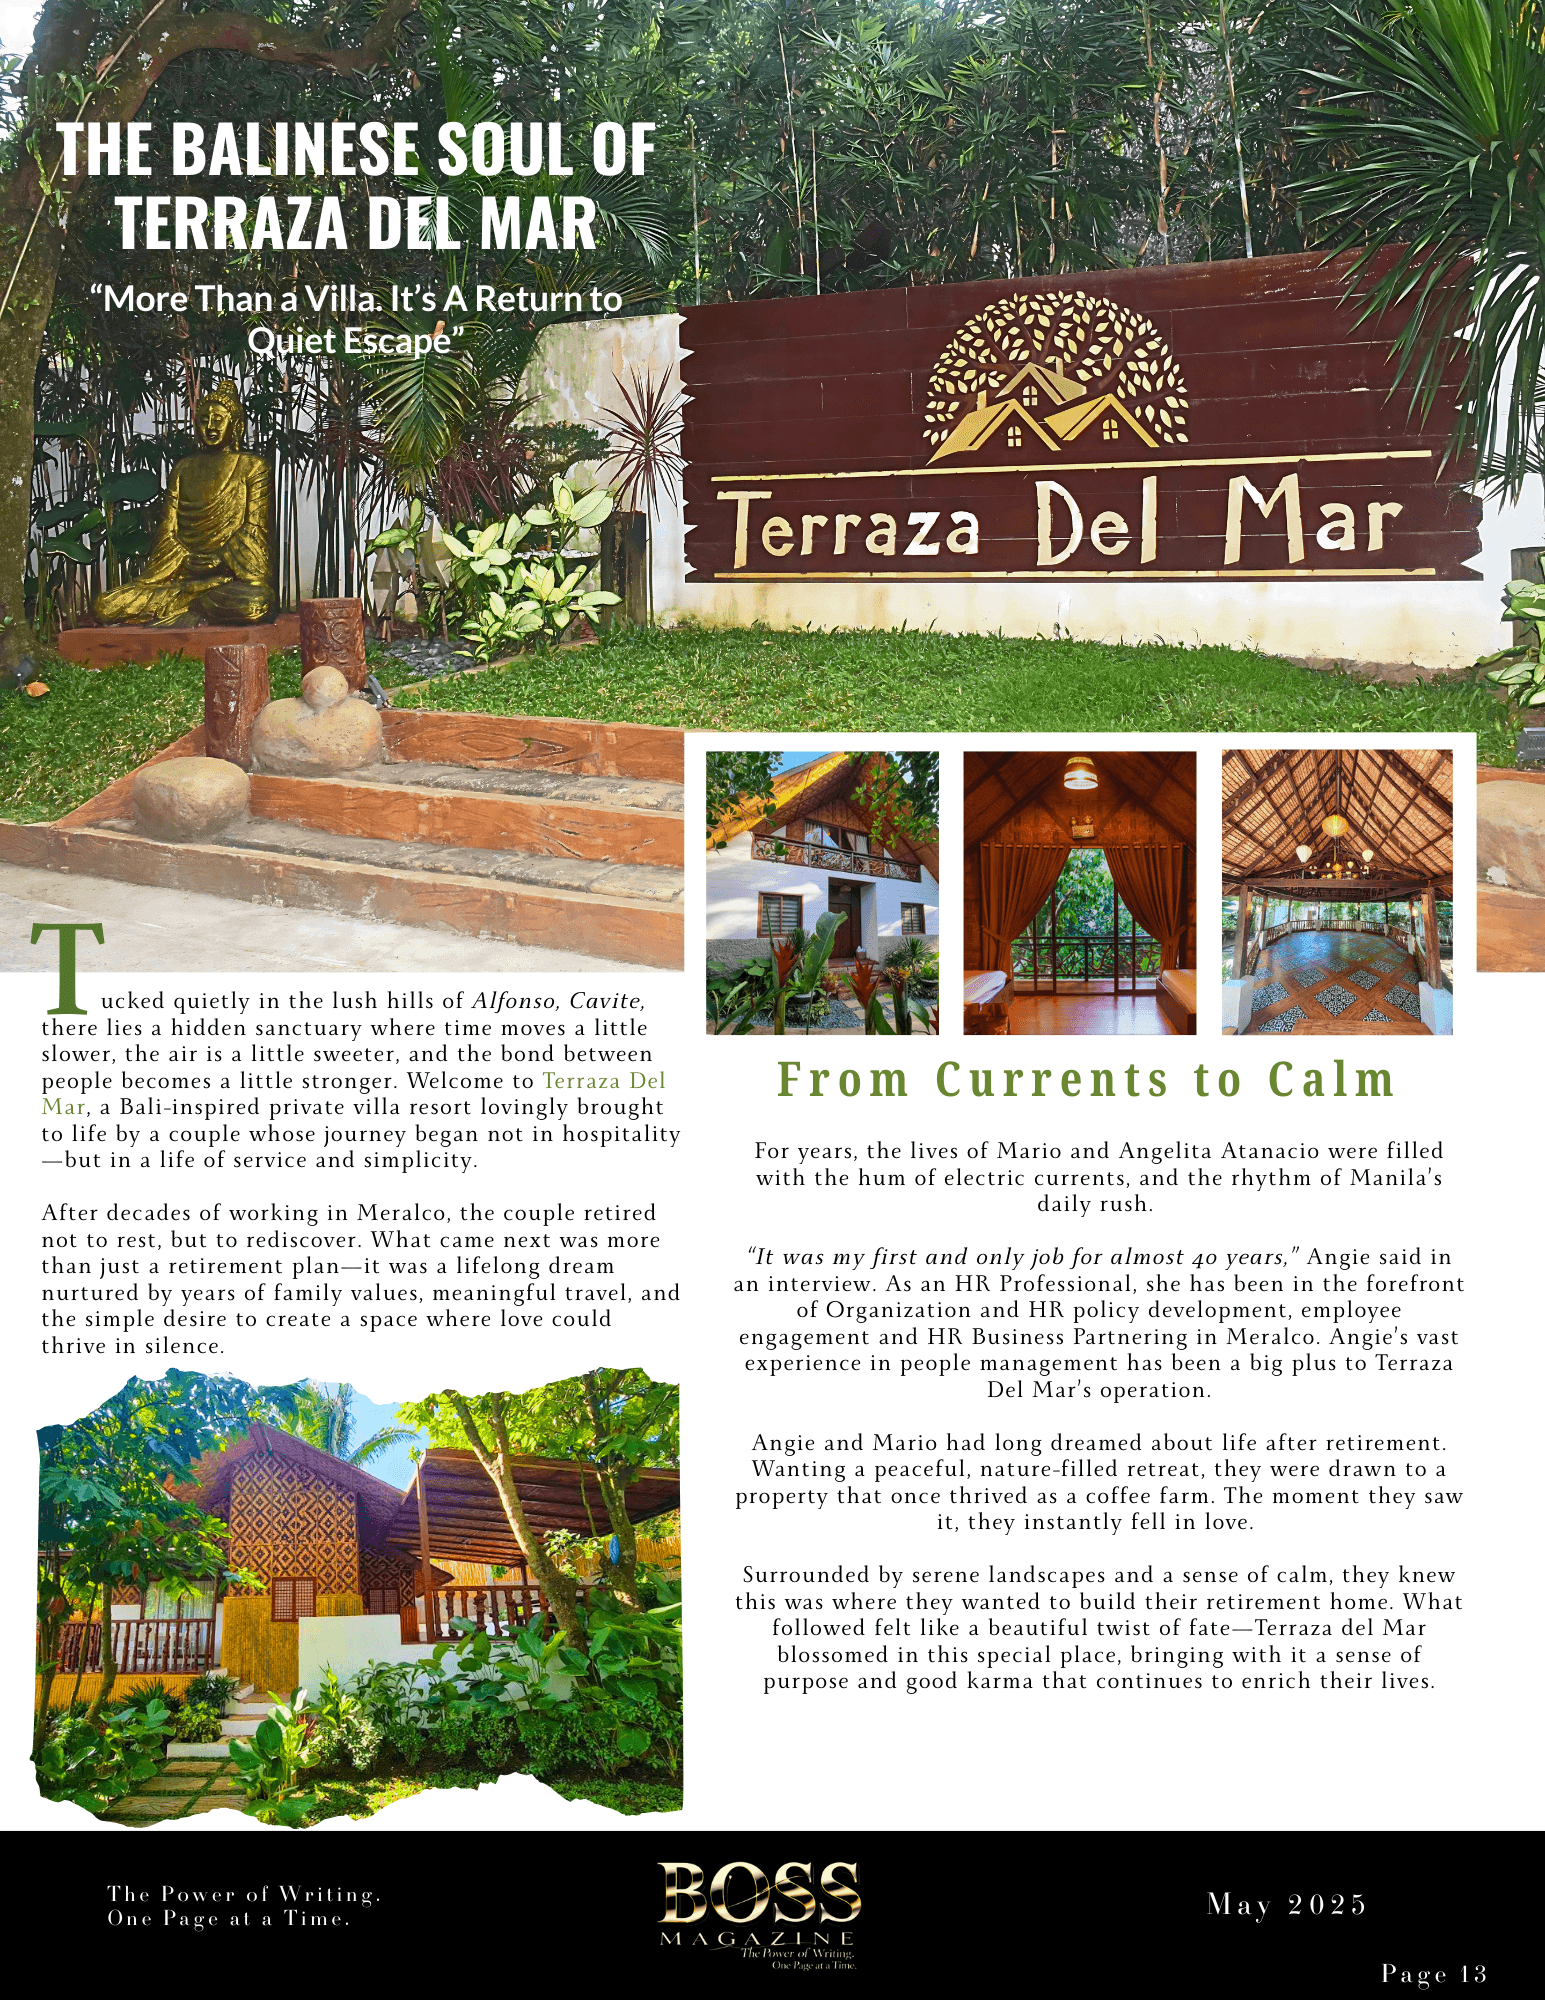 THE BALINESE SOUL OF
TERRAZA DEL MAR
“More Than a Villa. It’s A Return to
Quiet Escape”
Terraza Del Mar
Tucked quietly in the lush hills of Alfonso, Cavite,
there lies a hidden sanctuary where time moves a little
slower, the air is a little sweeter, and the bond between
people becomes a little stronger. Welcome to Terraza Del
Mar, a Bali-inspired private villa resort lovingly brought
to life by a couple whose journey began not in hospitality
—but in a life of service and simplicity.
After decades of working in Meralco, the couple retired
not to rest, but to rediscover. What came next was more
than just a retirement plan—it was a lifelong dream
nurtured by years of family values, meaningful travel, and
the simple desire to create a space where love could
thrive in silence.
From Currents to Calm
For years, the lives of Mario and Angelita Atanacio were filled
with the hum of electric currents, and the rhythm of Manila’s
daily rush.
“It was my first and only job for almost 40 years,” Angie said in
an interview. As an HR Professional, she has been in the forefront
of Organization and HR policy development, employee
engagement and HR Business Partnering in Meralco. Angie’s vast
experience in people management has been a big plus to Terraza
Del Mar’s operation.
Angie and Mario had long dreamed about life after retirement.
Wanting a peaceful, nature-filled retreat, they were drawn to a
property that once thrived as a coffee farm. The moment they saw
it, they instantly fell in love.
Surrounded by serene landscapes and a sense of calm, they knew
this was where they wanted to build their retirement home. What
followed felt like a beautiful twist of fate—Terraza del Mar
blossomed in this special place, bringing with it a sense of
purpose and good karma that continues to enrich their lives.
The Power of Writing.
One Page at a Time.
BOSS
MAGAZINE
The Power of Writing.
One Page at a Time.
May 2025
Page 13